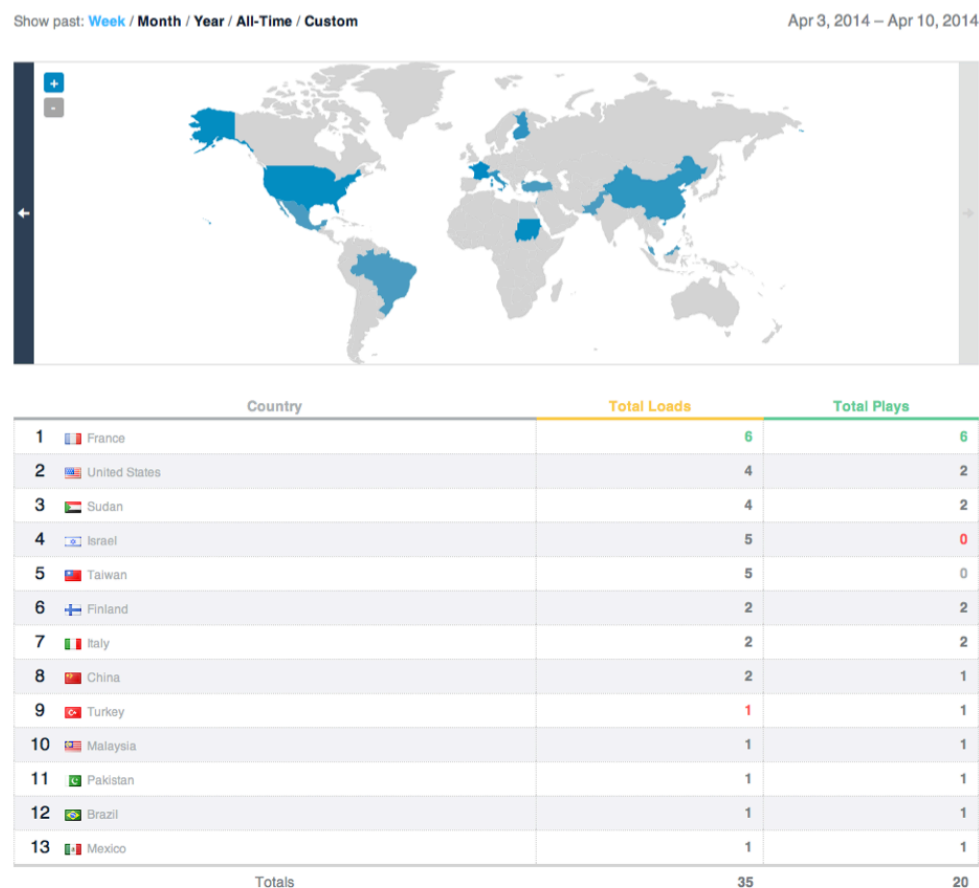 Show past: Week / Month / Year / All-Time / Custom Apr 3, 2014 – Apr 10, 2014
+
-
Country Total Loads Total Plays
1 France 6 6
2 United States 4 2
3 Sudan 4 2
4 Israel 5 0
5 Taiwan 5 0
6 Finland 2 2
7 Italy 2 2
8 China 2 1
9 Turkey 1 1
10 Malaysia 1 1
11 Pakistan 1 1
12 Brazil 1 1
13 Mexico 1 1
Totals 35 20